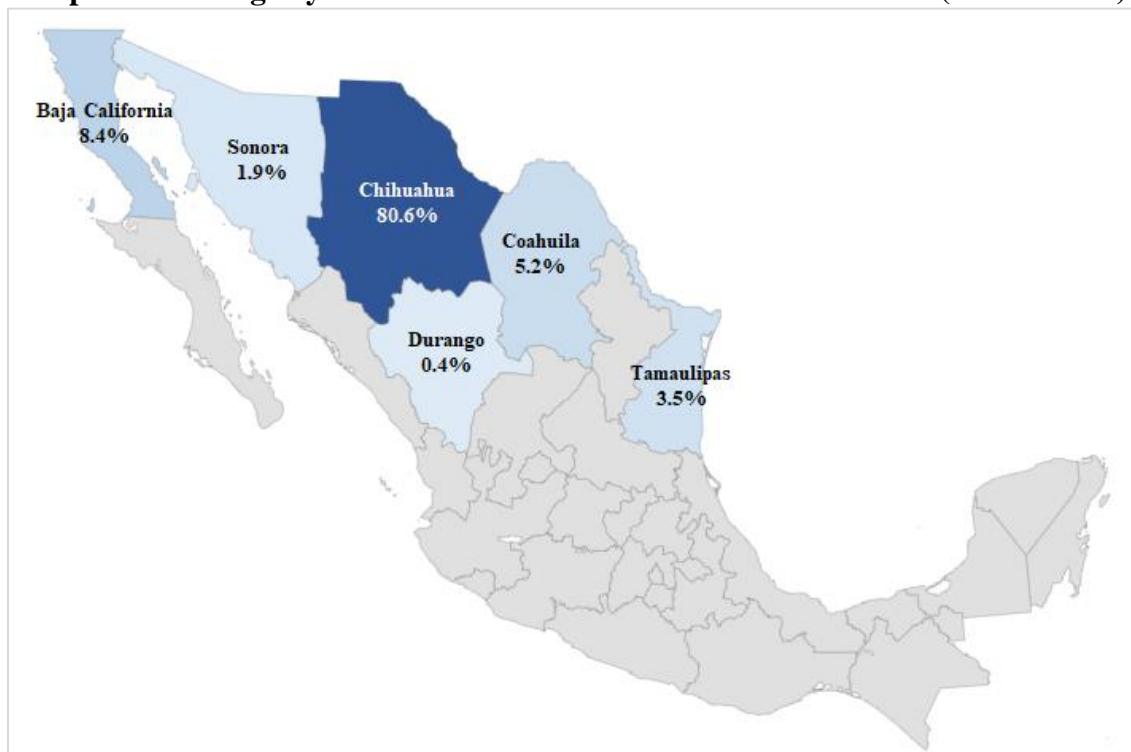 Baja California
8.4%
Sonora
1.9%
Chihuahua
80.6%
Coahuila
5.2%
Durango
0.4%
Tamaulipas
3.5%